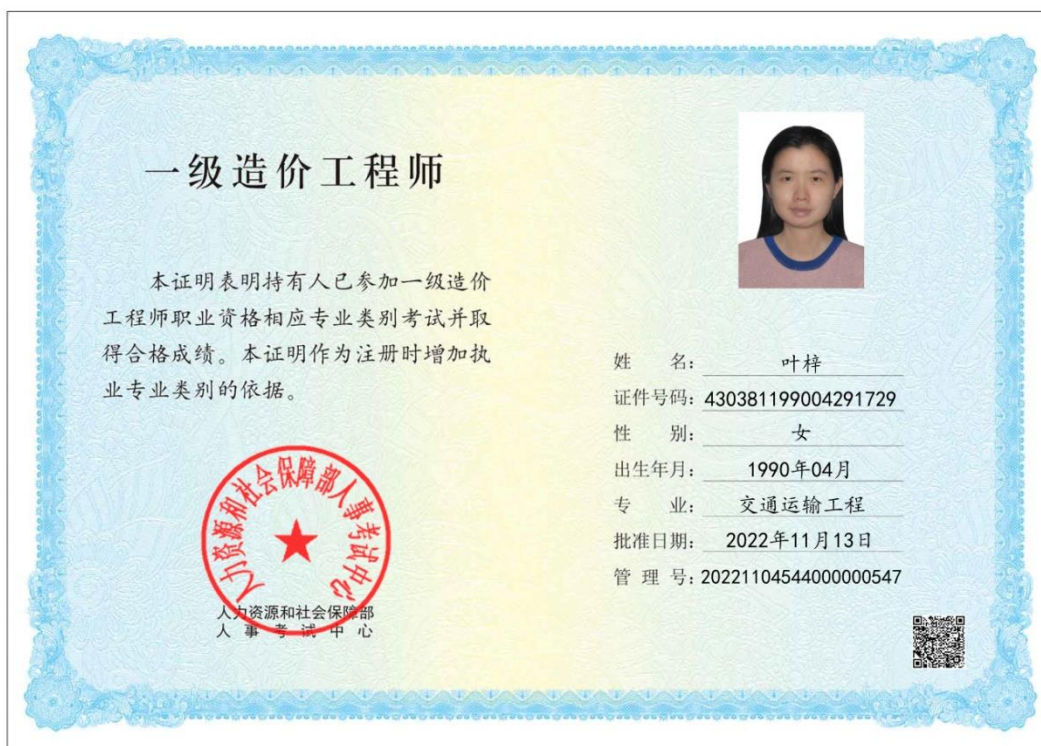 一级造价工程师
本证明表明持有人已参加一级造价
工程师职业资格相应专业类别考试并取
得合格成绩。本证明作为注册时增加执
业专业类别的依据。
人力资源和社会保障部人事考试中心
人力资源和社会保障部
人事考试中心
姓 名: 叶梓
证件号码: 430381199004291729
性 别: 女
出生年月: 1990年04月
专 业: 交通运输工程
批准日期: 2022年11月13日
管 理 号: 20221104544000000547